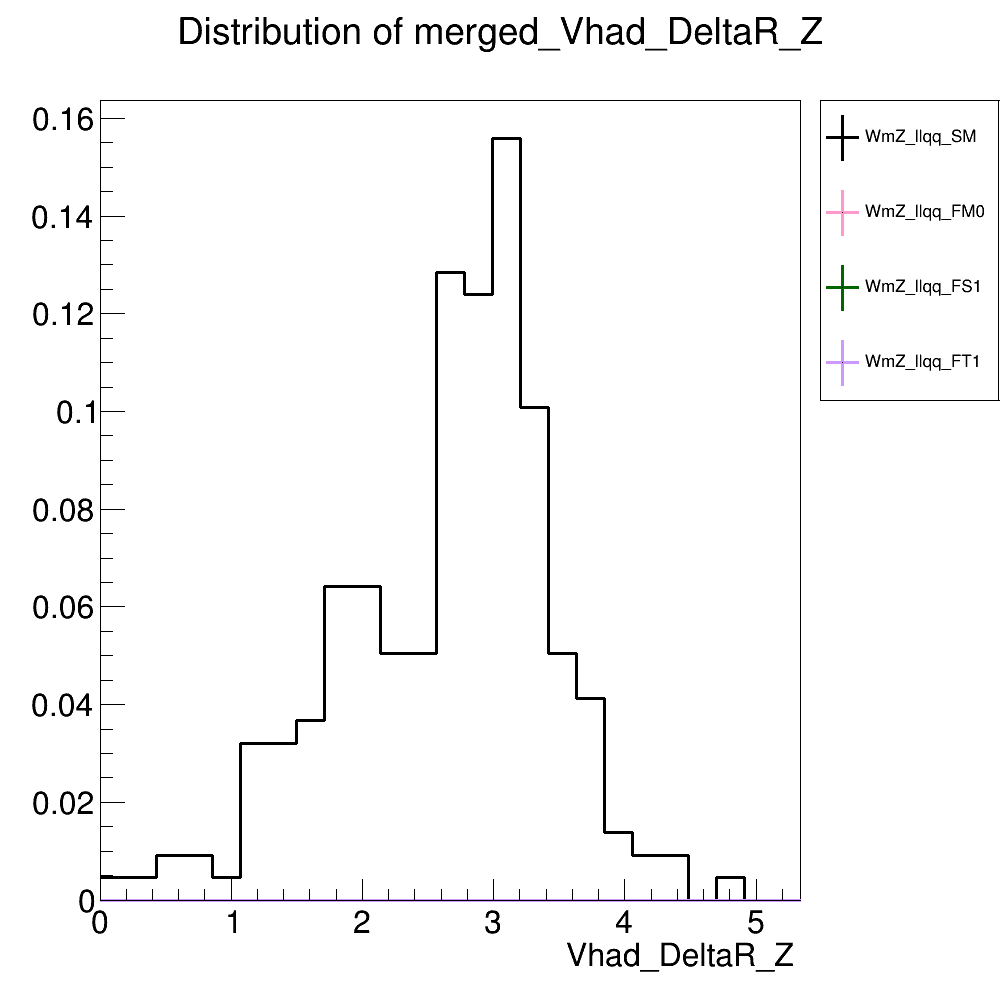 Distribution of merged_Vhad_DeltaR_Z
0.16
0.14
0.12
0.1
0.08
0.06
0.04
0.02
0
0 1 2 3 4 5
Vhad_DeltaR_Z
WmZ_llqq_SM
WmZ_llqq_FM0
WmZ_llqq_FS1
WmZ_llqq_FT1